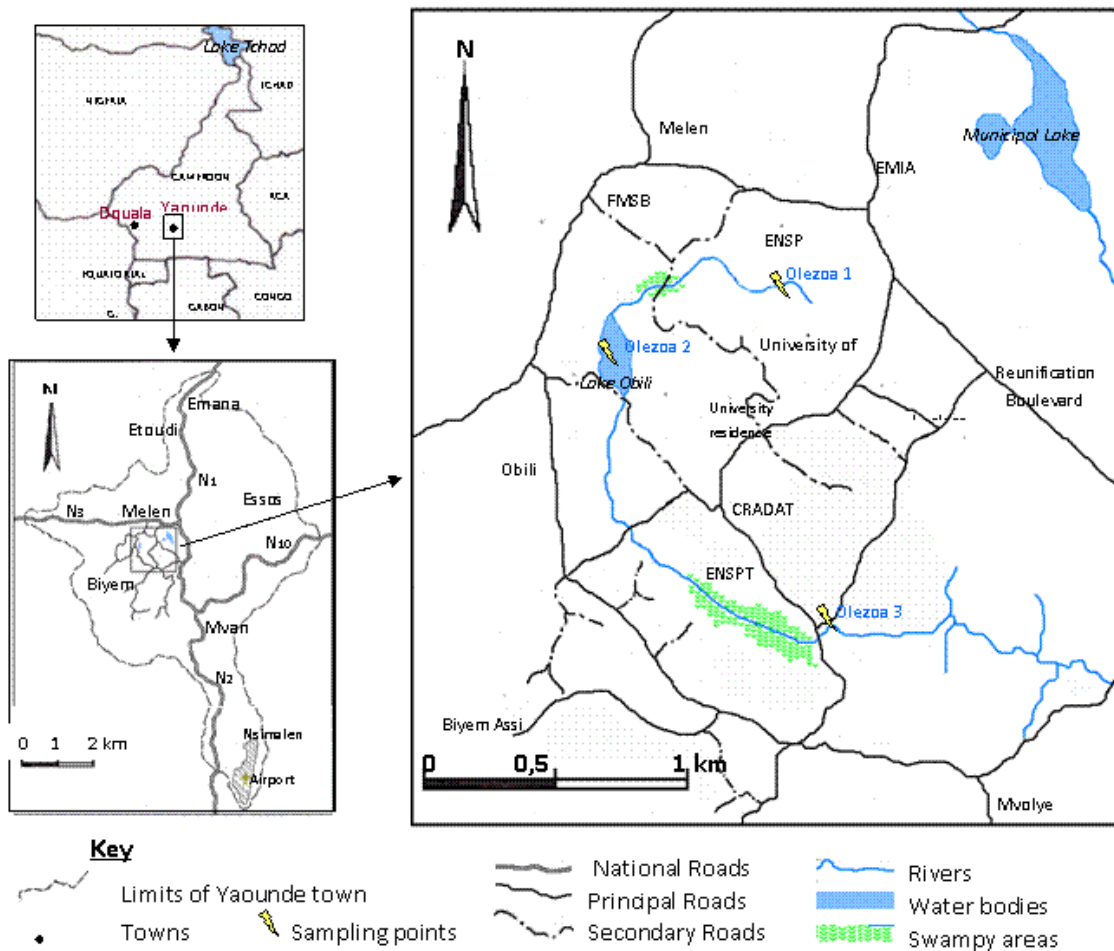 Lake Tchad
TCHAD
NIGERIA
CAMEROON
RCA
Douala
Yaounde
EQUATORIAL
G.
GABON
CONGO
N
Emana
Etoudi
N1
Essos
N3
Melen
N10
Biyem
Mvan
N2
0 1 2 km
Nsimalen
Airport
N
Melen
Municipal Lake
EMIA
FMSB
ENSP
Olezoa 1
Olezoa 2
University of
Lake Obili
Reunification
Boulevard
University
residence
Obili
CRADAT
ENSPT
Olezoa 3
Biyem Assi
0 0,5 1 km
Mvolye
Key
Limits of Yaounde town
Towns
Sampling points
National Roads
Principal Roads
Secondary Roads
Rivers
Water bodies
Swampy areas